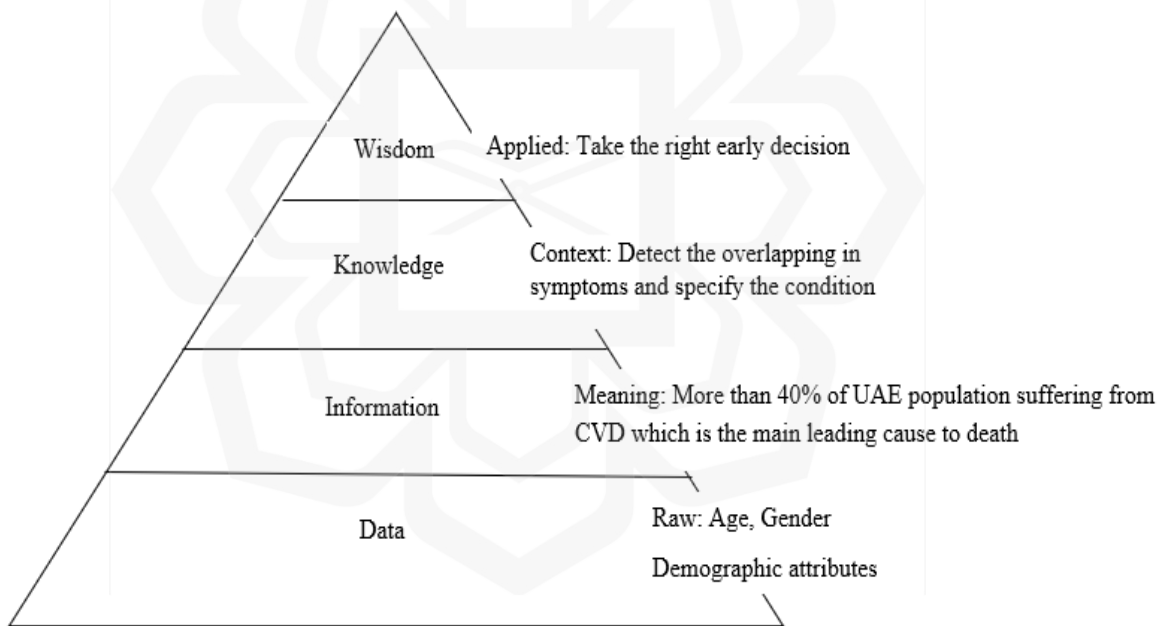 Wisdom
Applied: Take the right early decision
Knowledge
Context: Detect the overlapping in
symptoms and specify the condition
Information
Meaning: More than 40% of UAE population suffering from
CVD which is the main leading cause to death
Data
Raw: Age, Gender
Demographic attributes